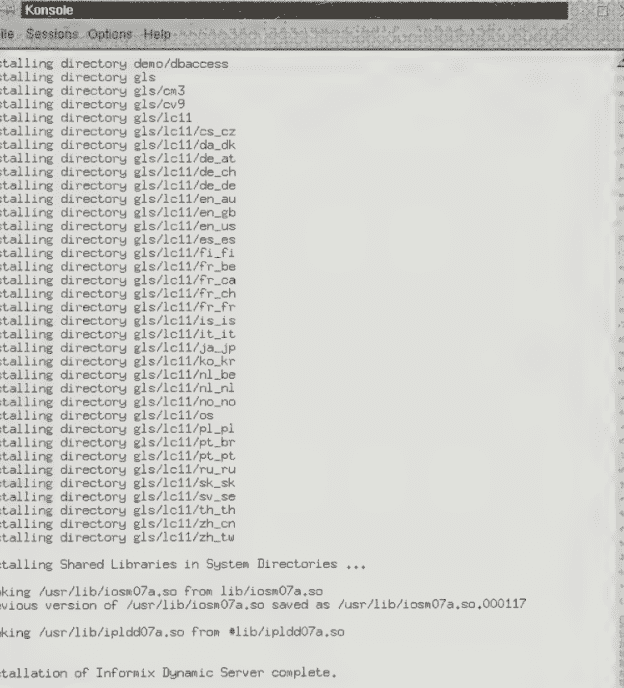 Konsole
ile Sessions Options Help
stalling directory demo/dbaccess
stalling directory gls
stalling directory gls/cm3
stalling directory gls/cv9
stalling directory gls/lc11
stalling directory gls/lc11/cs_cz
stalling directory gls/lc11/da_dk
stalling directory gls/lc11/de_at
stalling directory gls/lc11/de_ch
stalling directory gls/lc11/de_de
stalling directory gls/lc11/en_au
stalling directory gls/lc11/en_gb
stalling directory gls/lc11/en_us
stalling directory gls/lc11/es_es
stalling directory gls/lc11/fi_fi
stalling directory gls/lc11/fr_be
stalling directory gls/lc11/fr_ca
stalling directory gls/lc11/fr_ch
stalling directory gls/lc11/fr_fr
stalling directory gls/lc11/is_is
stalling directory gls/lc11/it_it
stalling directory gls/lc11/ja_jp
stalling directory gls/lc11/ko_kr
stalling directory gls/lc11/nl_be
stalling directory gls/lc11/nl_nl
stalling directory gls/lc11/no_no
stalling directory gls/lc11/os
stalling directory gls/lc11/pl_pl
stalling directory gls/lc11/pt_br
stalling directory gls/lc11/pt_pt
stalling directory gls/lc11/ru_ru
stalling directory gls/lc11/sk_sk
stalling directory gls/lc11/sv_se
stalling directory gls/lc11/th_th
stalling directory gls/lc11/zh_cn
stalling directory gls/lc11/zh_tw
stalling Shared Libraries in System Directories ...
king /usr/lib/iosm07a.so from lib/iosm07a.so
evious version of /usr/lib/iosm07a.so saved as /usr/lib/iosm07a.so.000117
king /usr/lib/ipldd07a.so from *lib/ipldd07a.so
stallation of Informix Dynamic Server complete.